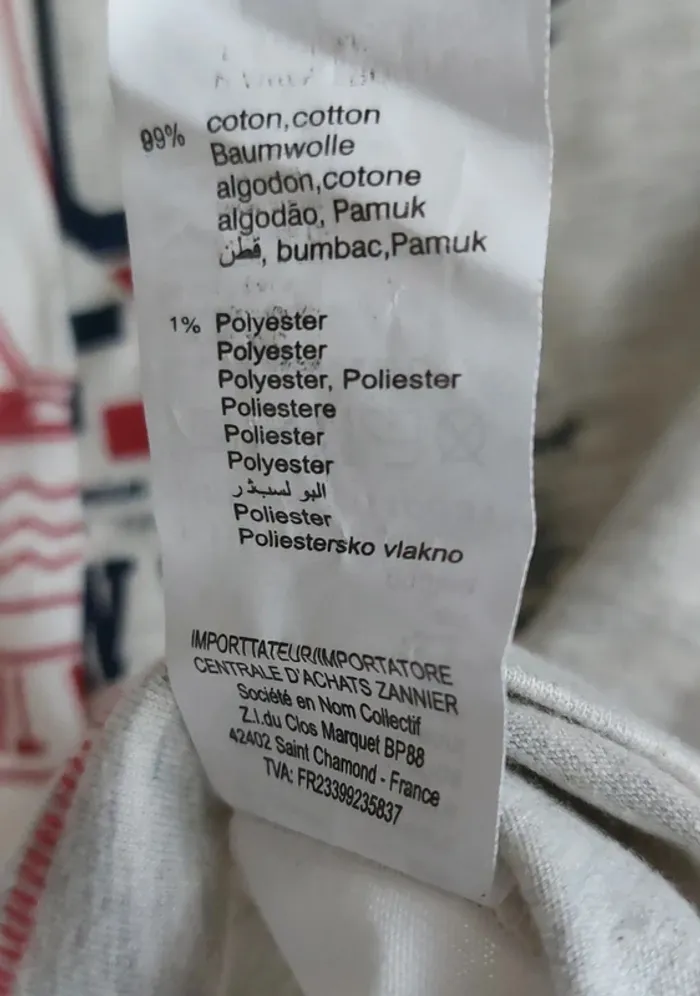 99% coton,cotton
Baumwolle
algodon,cotone
algodão, Pamuk
قطن, bumbac,Pamuk
1% Polyester
Polyester
Polyester, Poliester
Poliestere
Poliester
Polyester
البو لسبدر
Poliester
Poliestersko vlakno
IMPORTTATEUR/IMPORTATORE
CENTRALE D'ACHATS ZANNIER
Société en Nom Collectif
Z.I.du Clos Marquet BP88
42402 Saint Chamond - France
TVA: FR23399235837